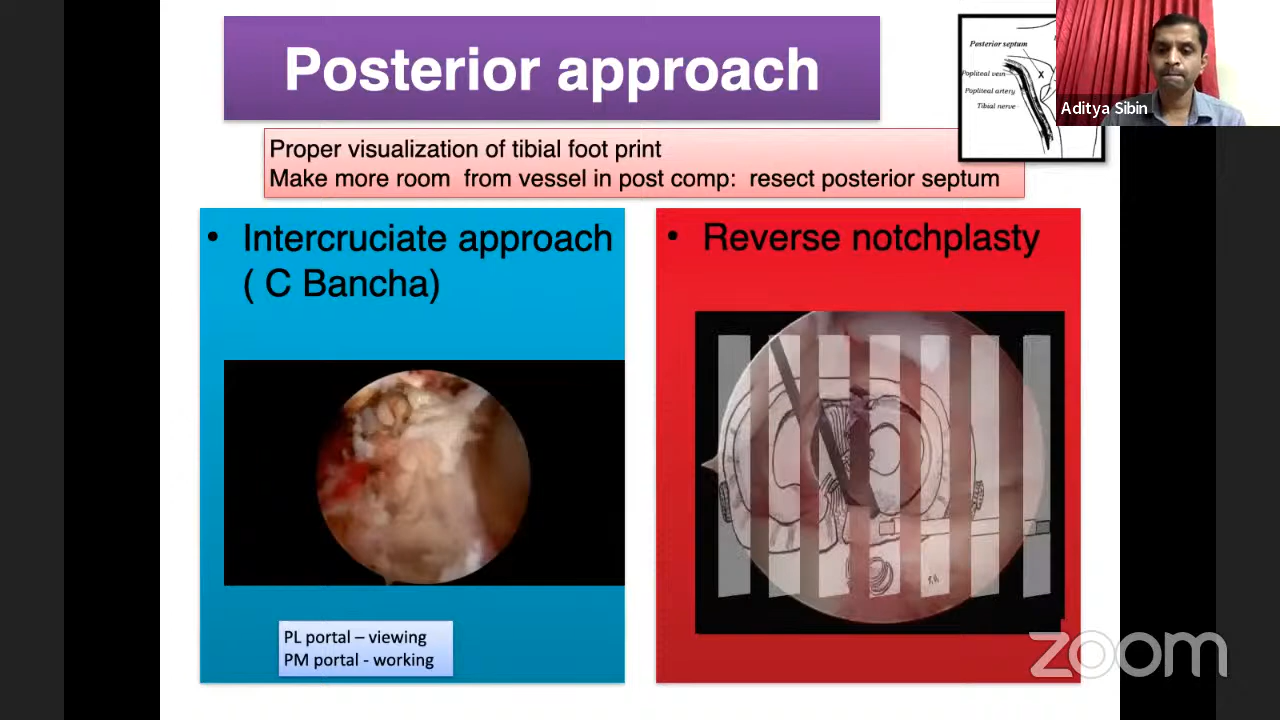 Posterior approach
Posterior septum
Popliteal vein
X
Popliteal artery
Tibial nerve
Aditya Sibin
Proper visualization of tibial foot print
Make more room from vessel in post comp: resect posterior septum
• Intercruciate approach
( C Bancha)
• Reverse notchplasty
PL portal – viewing
PM portal - working
zoom